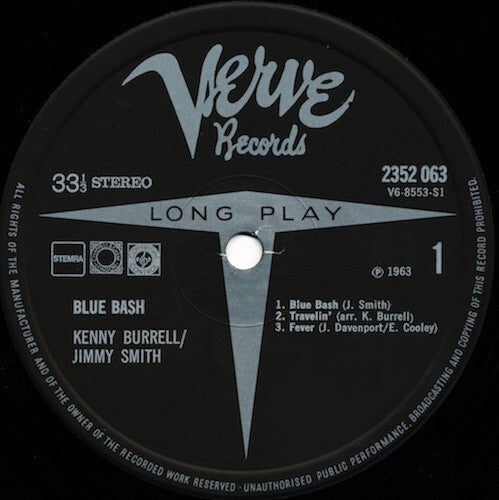 Verve
Records
33⅓ STEREO
2352 063
V6-8553-S1
LONG PLAY
STEMRA
℗ 1963
1
BLUE BASH
KENNY BURRELL/
JIMMY SMITH
1. Blue Bash (J. Smith)
2. Travelin' (arr. K. Burrell)
3. Fever (J. Davenport/E. Cooley)
ALL RIGHTS OF THE MANUFACTURER AND OF THE OWNER OF THE RECORDED WORK RESERVED · UNAUTHORISED PUBLIC PERFORMANCE, BROADCASTING AND COPYING OF THIS RECORD PROHIBITED.